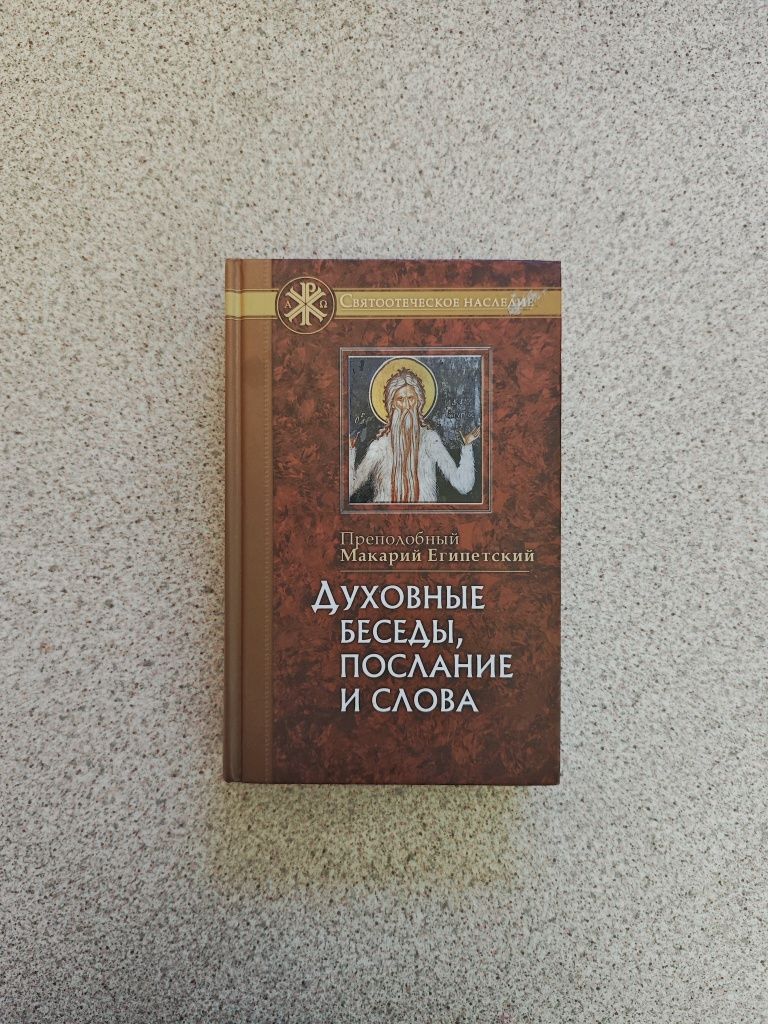 Α Ω
Святоотеческое наследие
Преподобный
Макарий Египетский
Духовные
беседы,
послание
и слова